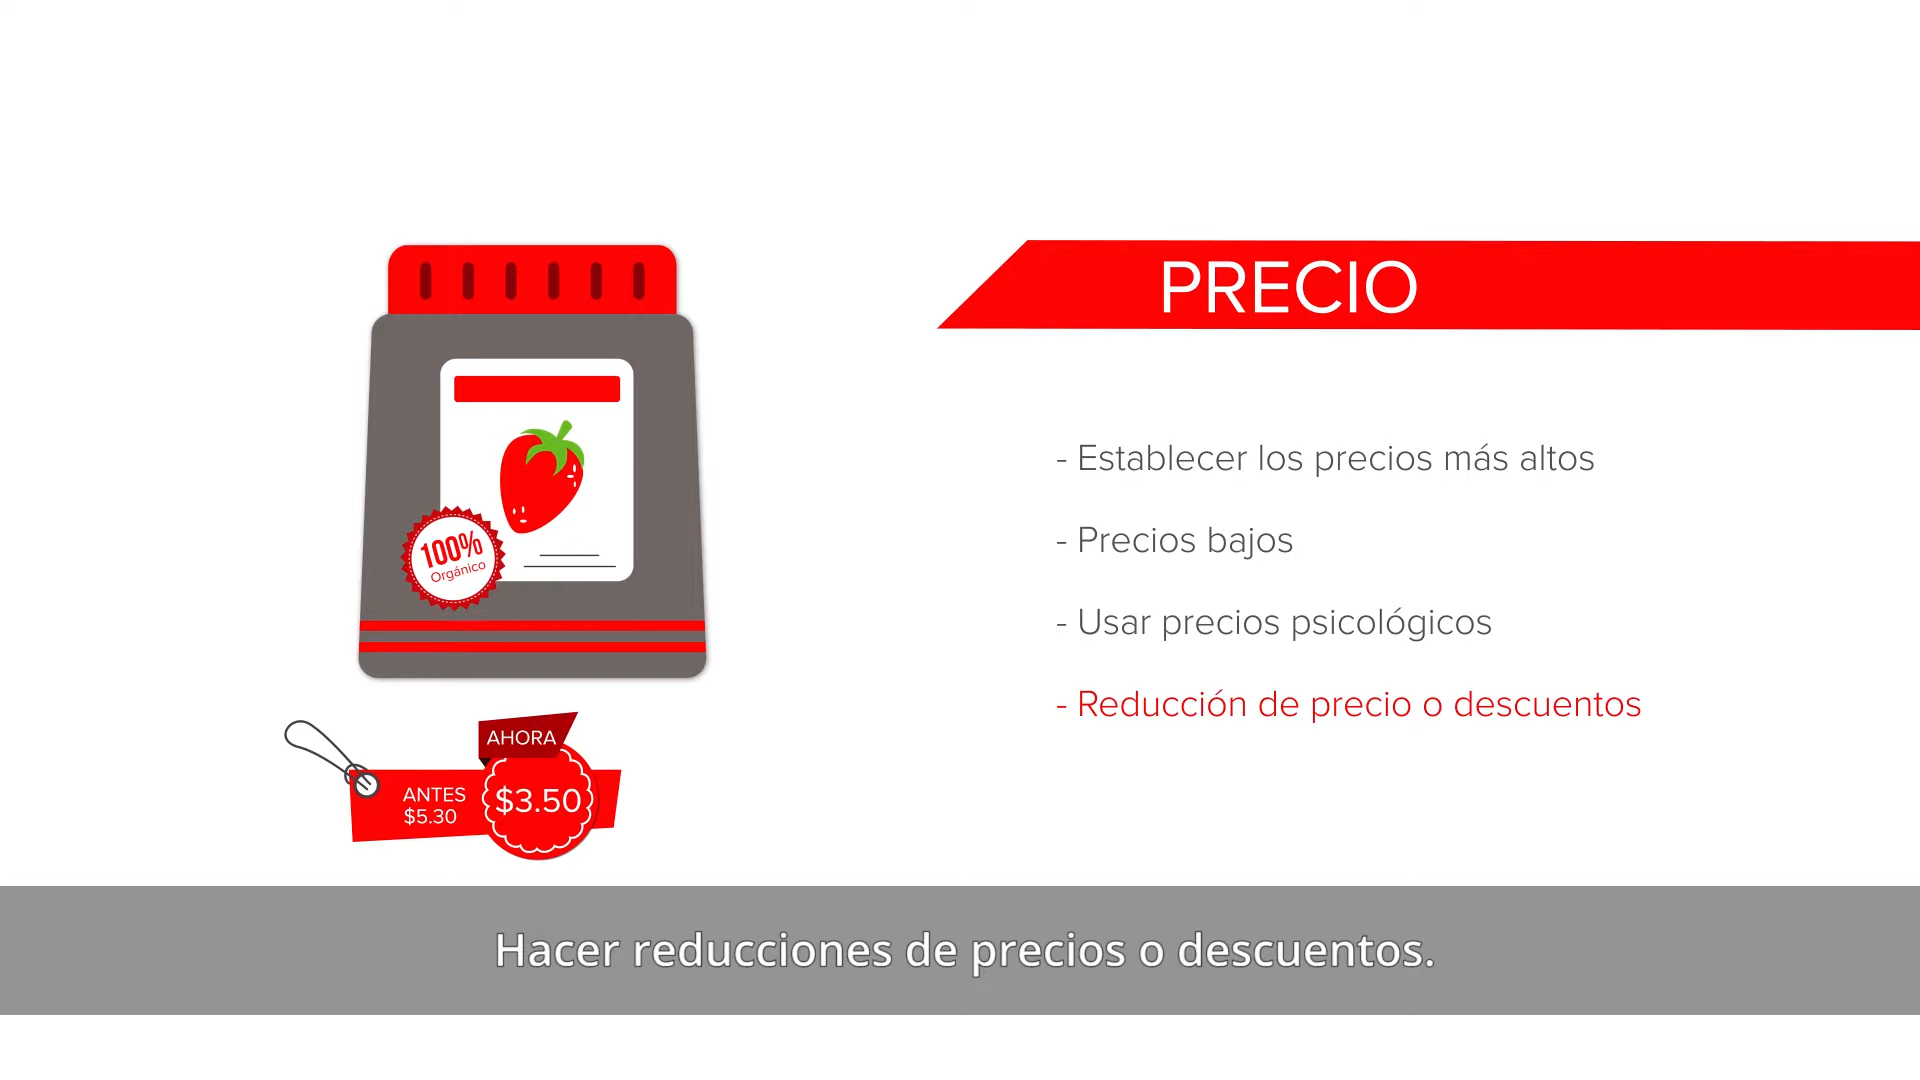 PRECIO
100%
Orgánico
- Establecer los precios más altos
- Precios bajos
- Usar precios psicológicos
- Reducción de precio o descuentos
AHORA
ANTES
$5.30
$3.50
Hacer reducciones de precios o descuentos.